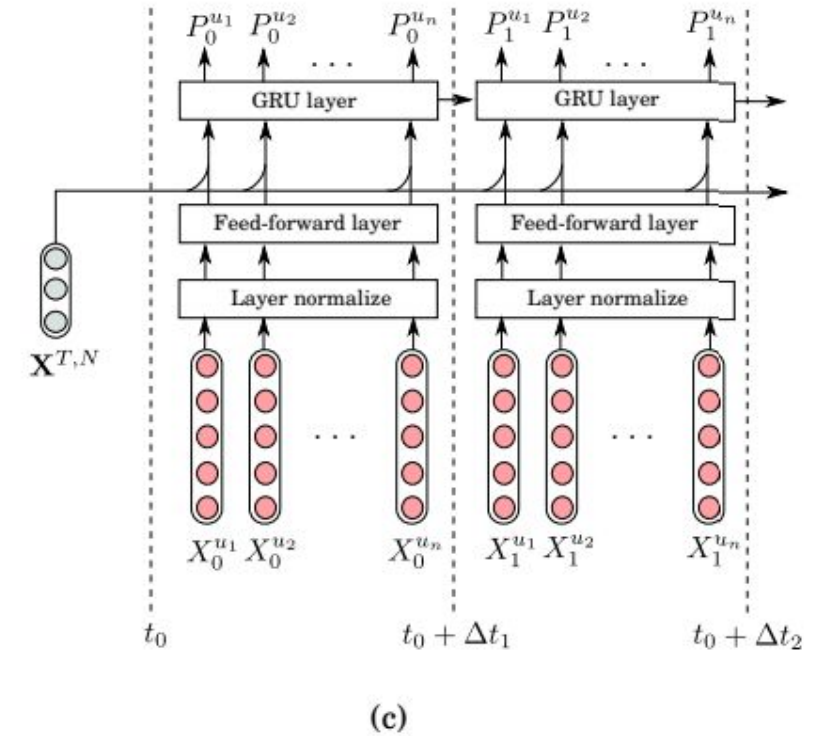 P_0^{u_1} P_0^{u_2} P_0^{u_n} P_1^{u_1} P_1^{u_2} P_1^{u_n}
. . . . . .
GRU layer GRU layer
Feed-forward layer Feed-forward layer
Layer normalize Layer normalize
X^{T,N}
. . . . . .
X_0^{u_1} X_0^{u_2} X_0^{u_n} X_1^{u_1} X_1^{u_2} X_1^{u_n}
t_0 t_0 + Δt_1 t_0 + Δt_2
(c)